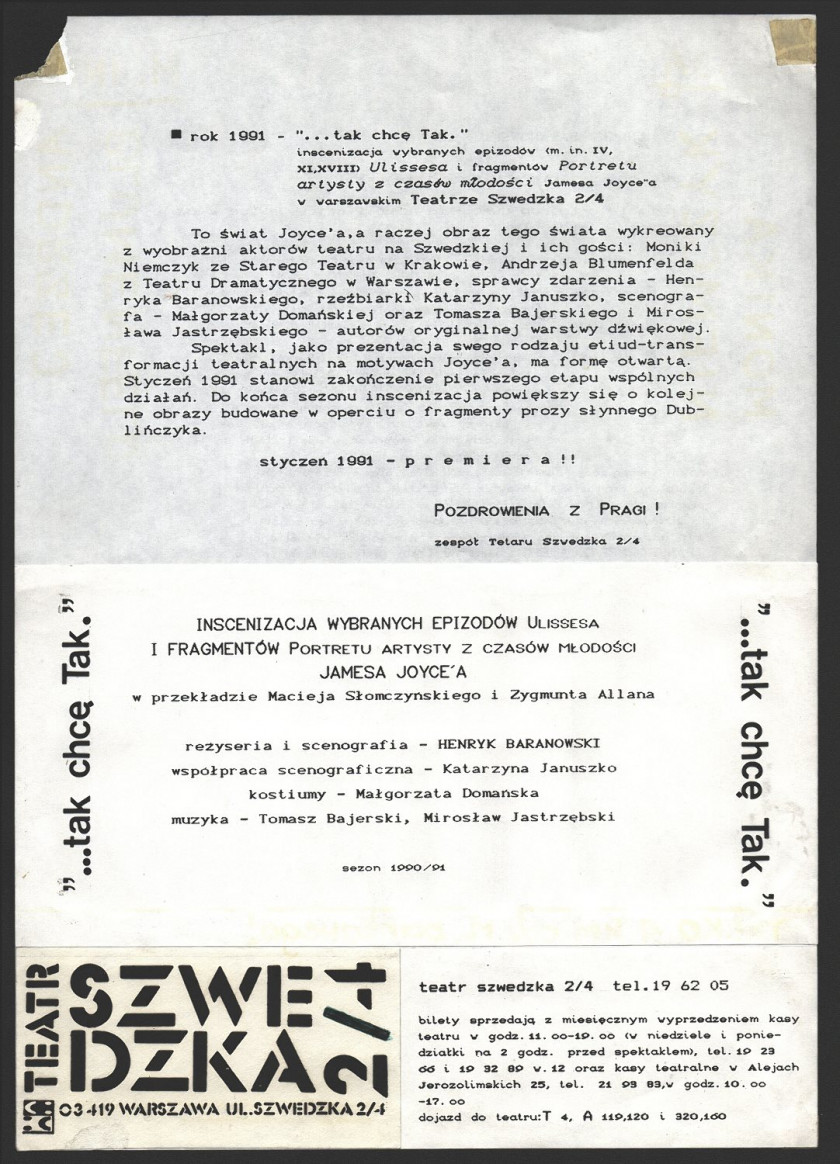 ■ rok 1991 - "...tak chcę Tak."
inscenizacja wybranych epizodów (m.in. IV,
XI,XVIII) Ulissesa i fragmentów Portretu
artysty z czasów młodości Jamesa Joyce"a
w warszawskim Teatrze Szwedzka 2/4
To świat Joyce'a,a raczej obraz tego świata wykreowany
z wyobraźni aktorów teatru na Szwedzkiej i ich gości: Moniki
Niemczyk ze Starego Teatru w Krakowie, Andrzeja Blumenfelda
z Teatru Dramatycznego w Warszawie, sprawcy zdarzenia - Hen-
ryka Baranowskiego, rzeźbiarki Katarzyny Januszko, scenogra-
fa - Małgorzaty Domańskiej oraz Tomasza Bajerskiego i Miros-
ława Jastrzębskiego - autorów oryginalnej warstwy dźwiękowej.
Spektakl, jako prezentacja swego rodzaju etiud-trans-
formacji teatralnych na motywach Joyce'a, ma formę otwartą.
Styczeń 1991 stanowi zakończenie pierwszego etapu wspólnych
działań. Do końca sezonu inscenizacja powiększy się o kolej-
ne obrazy budowane w operciu o fragmenty prozy słynnego Dub-
lińczyka.
styczeń 1991 - p r e m i e r a !!
POZDROWIENIA Z PRAGI !
zespół Tetaru Szwedzka 2/4
"...tak chcę Tak."
INSCENIZACJA WYBRANYCH EPIZODÓW ULISSESA
I FRAGMENTÓW PORTRETU ARTYSTY Z CZASÓW MŁODOŚCI
JAMESA JOYCE´A
w przekładzie Macieja Słomczyńskiego i Zygmunta Allana
reżyseria i scenografia - HENRYK BARANOWSKI
współpraca scenograficzna - Katarzyna Januszko
kostiumy - Małgorzata Domańska
muzyka - Tomasz Bajerski, Mirosław Jastrzębski
sezon 1990/91
"...tak chcę Tak."
TEATR
SZWE
DZKA 2/4
03-419 WARSZAWA UL.SZWEDZKA 2/4
teatr szwedzka 2/4 tel.19 62 05
bilety sprzedają z miesięcznym wyprzedzeniem kasy
teatru w godz.11.oo-19.oo (w niedziele i ponie-
działki na 2 godz. przed spektaklem), tel.19 23
66 i 19 32 89 w.12 oraz kasy teatralne w Alejach
Jerozolimskich 25, tel. 21 93 83,w godz.10.oo
-17.oo
dojazd do teatru:T 4, A 119,120 i 320,160